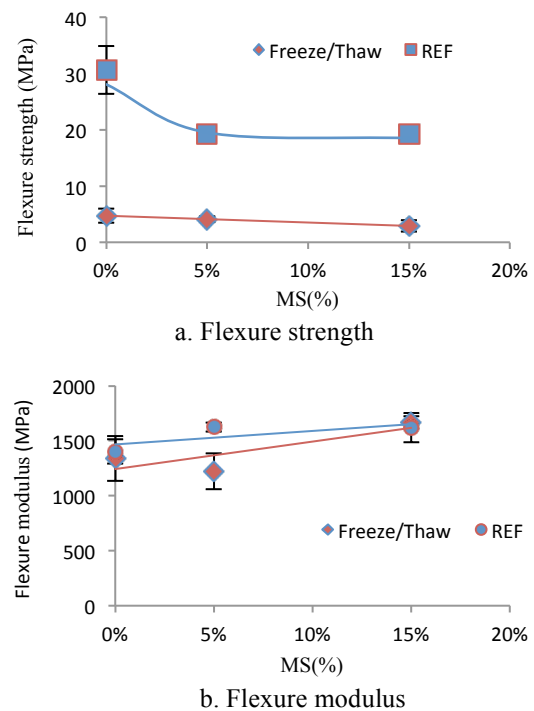 40
Freeze/Thaw REF
30
20
10
0
Flexure strength (MPa)
0% 5% 10% 15% 20%
MS(%)
a. Flexure strength
2000
1500
1000
Freeze/Thaw REF
500
0
Flexure modulus (MPa)
0% 5% 10% 15% 20%
MS(%)
b. Flexure modulus